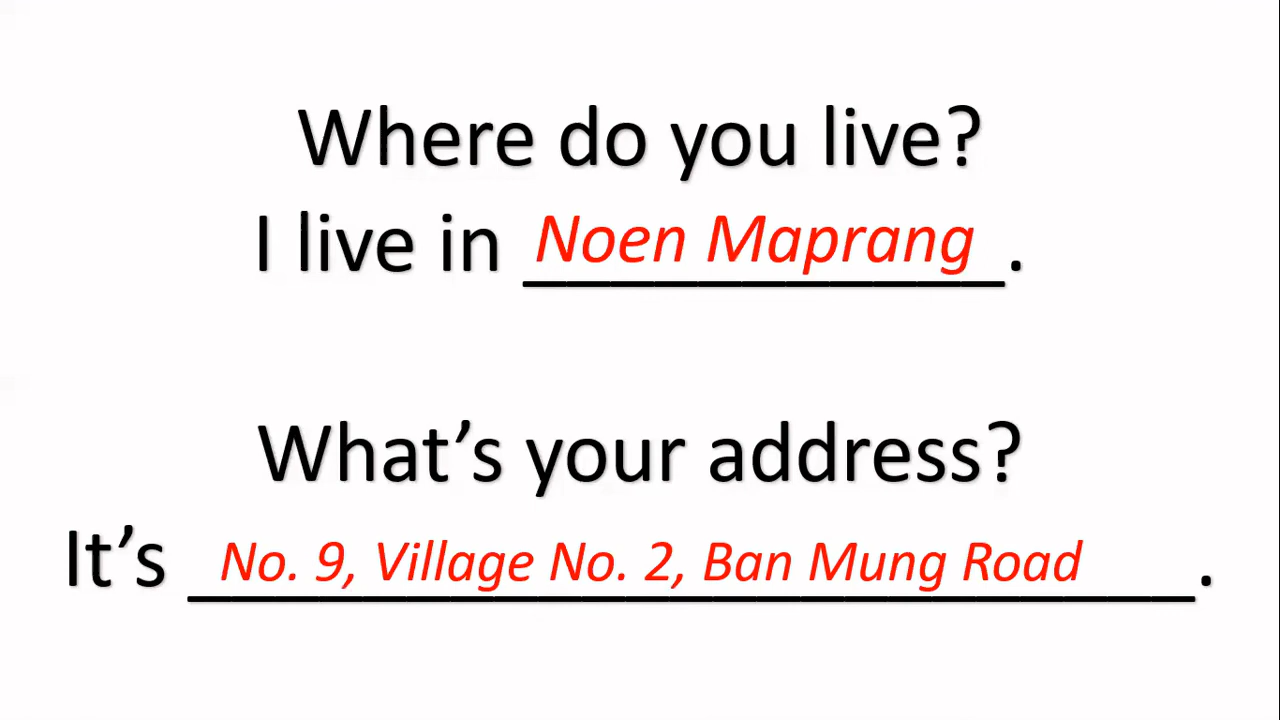 Where do you live?
I live in Noen Maprang.
What’s your address?
It’s No. 9, Village No. 2, Ban Mung Road.